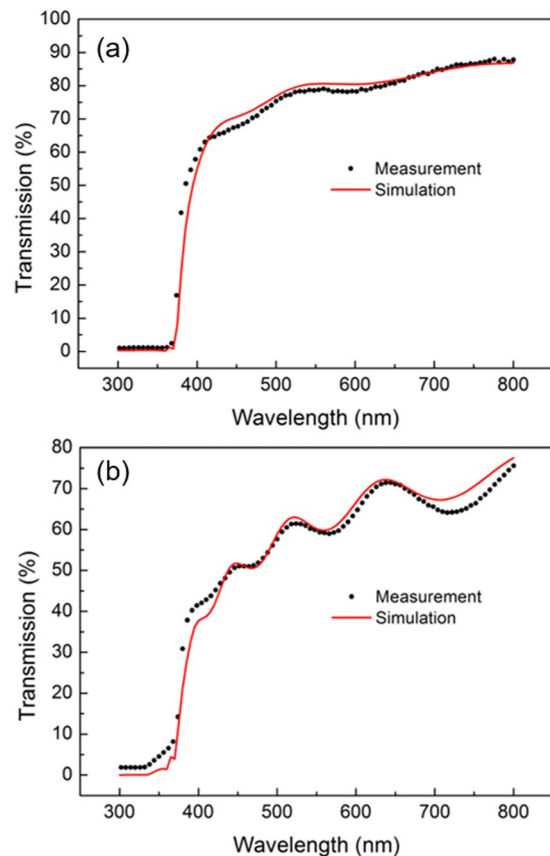 (a)
Transmission (%)
100
90
80
70
60
50
40
30
20
10
0
Measurement
Simulation
300 400 500 600 700 800
Wavelength (nm)
(b)
Transmission (%)
80
70
60
50
40
30
20
10
0
Measurement
Simulation
300 400 500 600 700 800
Wavelength (nm)